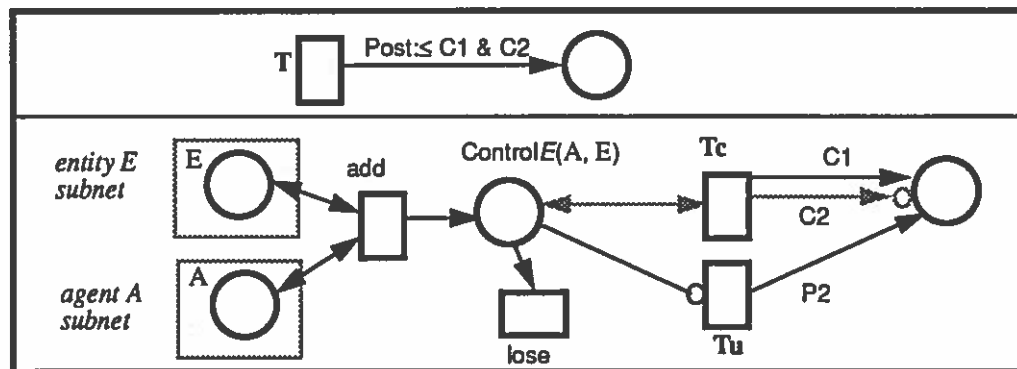 T
Post:≤ C1 & C2
entity E
subnet
E
add
ControlE(A, E)
Tc
C1
C2
agent A
subnet
A
lose
Tu
P2